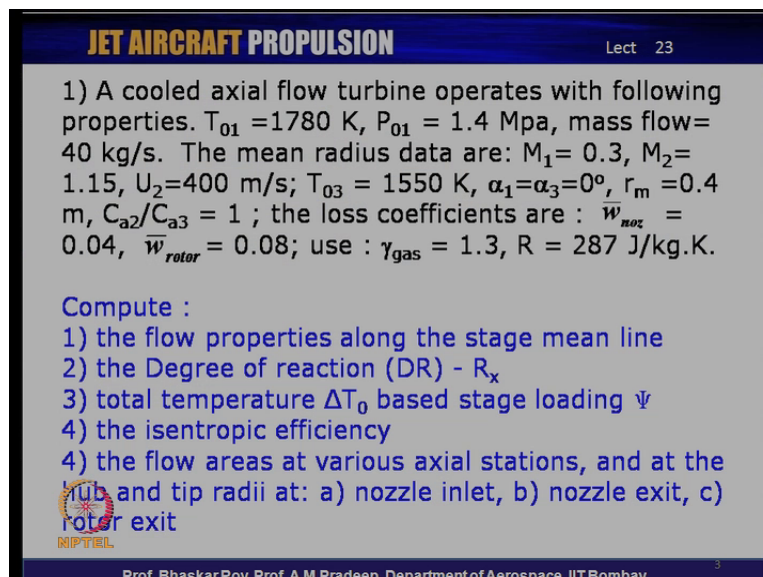 JET AIRCRAFT PROPULSION Lect 23
1) A cooled axial flow turbine operates with following
properties. T₀₁ =1780 K, P₀₁ = 1.4 Mpa, mass flow=
40 kg/s. The mean radius data are: M₁= 0.3, M₂=
1.15, U₂=400 m/s; T₀₃ = 1550 K, α₁=α₃=0º, rₘ =0.4
m, Cₐ₂/Cₐ₃ = 1 ; the loss coefficients are : w̅ₙₒz =
0.04, w̅ᵣₒₜₒᵣ = 0.08; use : γgas = 1.3, R = 287 J/kg.K.
Compute :
1) the flow properties along the stage mean line
2) the Degree of reaction (DR) - Rₓ
3) total temperature ΔT₀ based stage loading Ψ
4) the isentropic efficiency
4) the flow areas at various axial stations, and at the
hub and tip radii at: a) nozzle inlet, b) nozzle exit, c)
rotor exit
NPTEL
3
Prof. Bhaskar Roy, Prof. A M Pradeep, Department of Aerospace, IIT Bombay